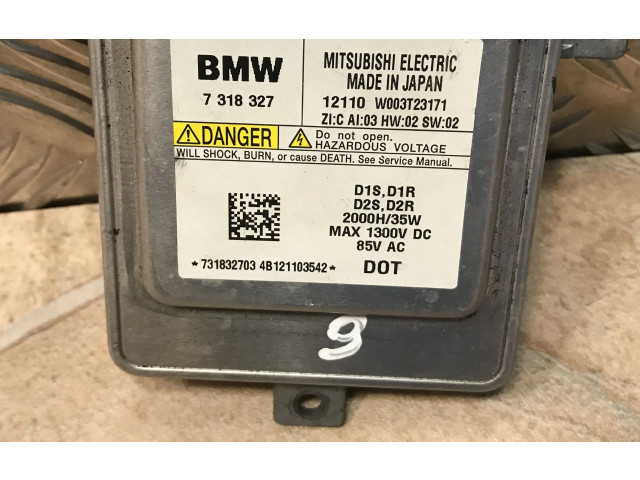 BMW
7 318 327
MITSUBISHI ELECTRIC
MADE IN JAPAN
12110 W003T23171
ZI:C AI:03 HW:02 SW:02
DANGER
Do not open.
HAZARDOUS VOLTAGE
WILL SHOCK, BURN, or cause DEATH. See Service Manual.
D1S,D1R
D2S,D2R
2000H/35W
MAX 1300V DC
85V AC
*731832703 4B121103542*
DOT
6